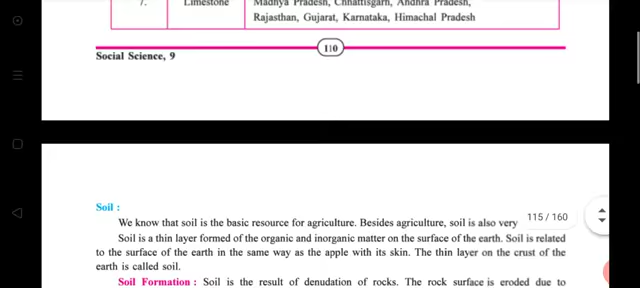 7. Limestone Madhya Pradesh, Chhattisgarh, Andhra Pradesh,
Rajasthan, Gujarat, Karnataka, Himachal Pradesh
110
Social Science, 9
Soil :
We know that soil is the basic resource for agriculture. Besides agriculture, soil is also very
115 / 160
Soil is a thin layer formed of the organic and inorganic matter on the surface of the earth. Soil is related
to the surface of the earth in the same way as the apple with its skin. The thin layer on the crust of the
earth is called soil.
Soil Formation : Soil is the result of denudation of rocks. The rock surface is eroded due to